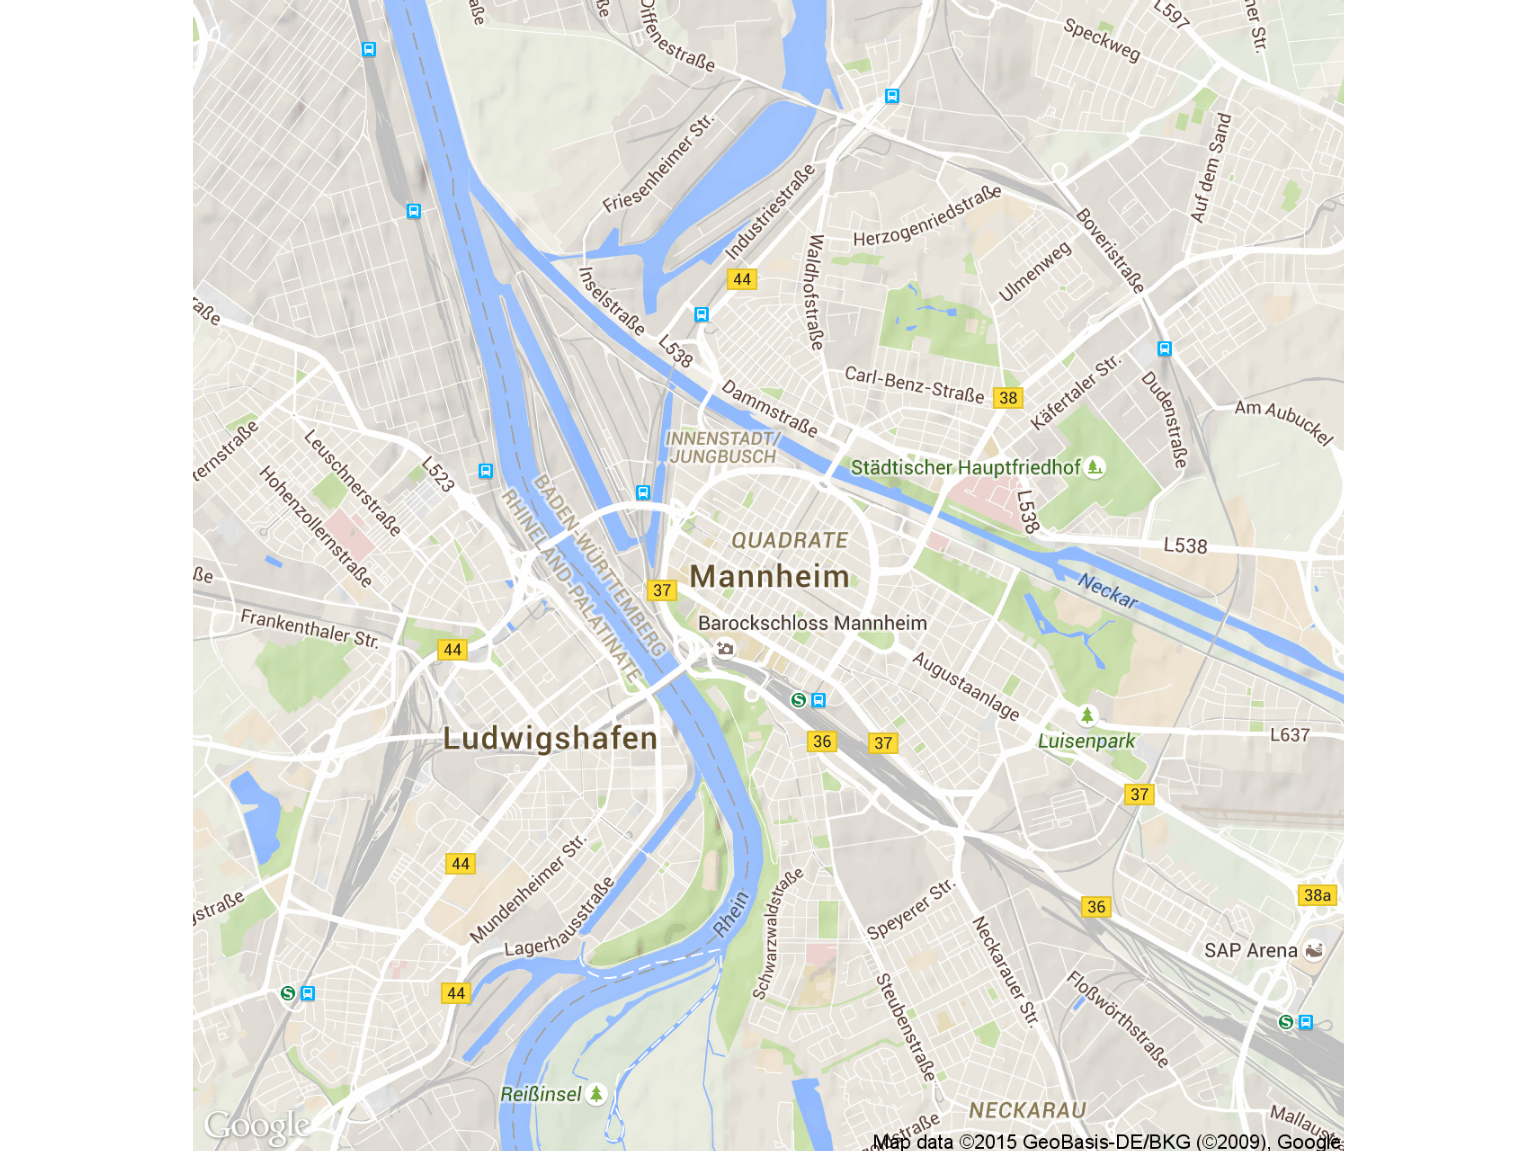 Diffenestraße
L597
Speckweg
Friesenheimer Str.
Auf dem Sand
Industriestraße
Herzogenriedstraße
Boveristraße
Waldhofstraße
Ulmenweg
44
Inselstraße
L538
Carl-Benz-Straße
38
Käfertaler Str.
Dammstraße
Dudenstraße
Am Aubuckel
Leuschnerstraße
L523
INNENSTADT/
JUNGBUSCH
Städtischer Hauptfriedhof
Hohenzollernstraße
BADEN-WÜRTTEMBERG
RHINELAND-PALATINATE
L538
QUADRATE
L538
Mannheim
37
Neckar
Frankenthaler Str.
Barockschloss Mannheim
44
Augustaanlage
S
Ludwigshafen
36
37
Luisenpark
L637
37
44
Mundenheimer Str.
Lagerhausstraße
Rhein
Schwarzwaldstraße
Speyerer Str.
36
38a
Neckarauer Str.
SAP Arena
S
44
Steubenstraße
Floßwörthstraße
S
Reißinsel
NECKARAU
Google
Map data ©2015 GeoBasis-DE/BKG (©2009), Google